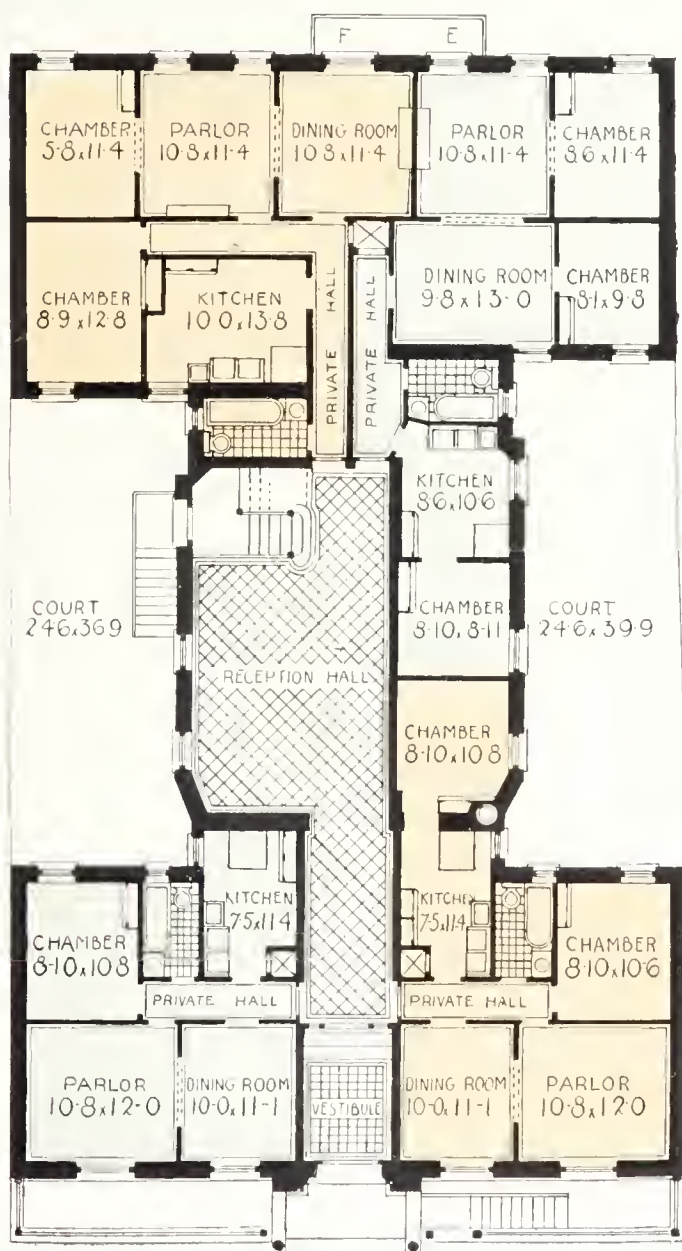 F
E
CHAMBER
5-8x11-4
PARLOR
10-8x11-4
DINING ROOM
10 8x11-4
PARLOR
10-8x11-4
CHAMBER
8 6x11-4
CHAMBER
8-9x12-8
KITCHEN
10 0x13-8
PRIVATE HALL
PRIVATE HALL
DINING ROOM
9-8x13-0
CHAMBER
8-1x9-8
KITCHEN
8 6x10-6
COURT
24 6x36 9
RECEPTION HALL
CHAMBER
8-10x8-11
COURT
24-6x39-9
CHAMBER
8-10x10 8
KITCHEN
7 5x11 4
KITCHEN
7 5x11 4
CHAMBER
8-10x10 8
CHAMBER
8-10x10-6
PRIVATE HALL
PRIVATE HALL
PARLOR
10-8x12-0
DINING ROOM
10-0x11-1
VESTIBULE
DINING ROOM
10-0x11-1
PARLOR
10-8x12 0